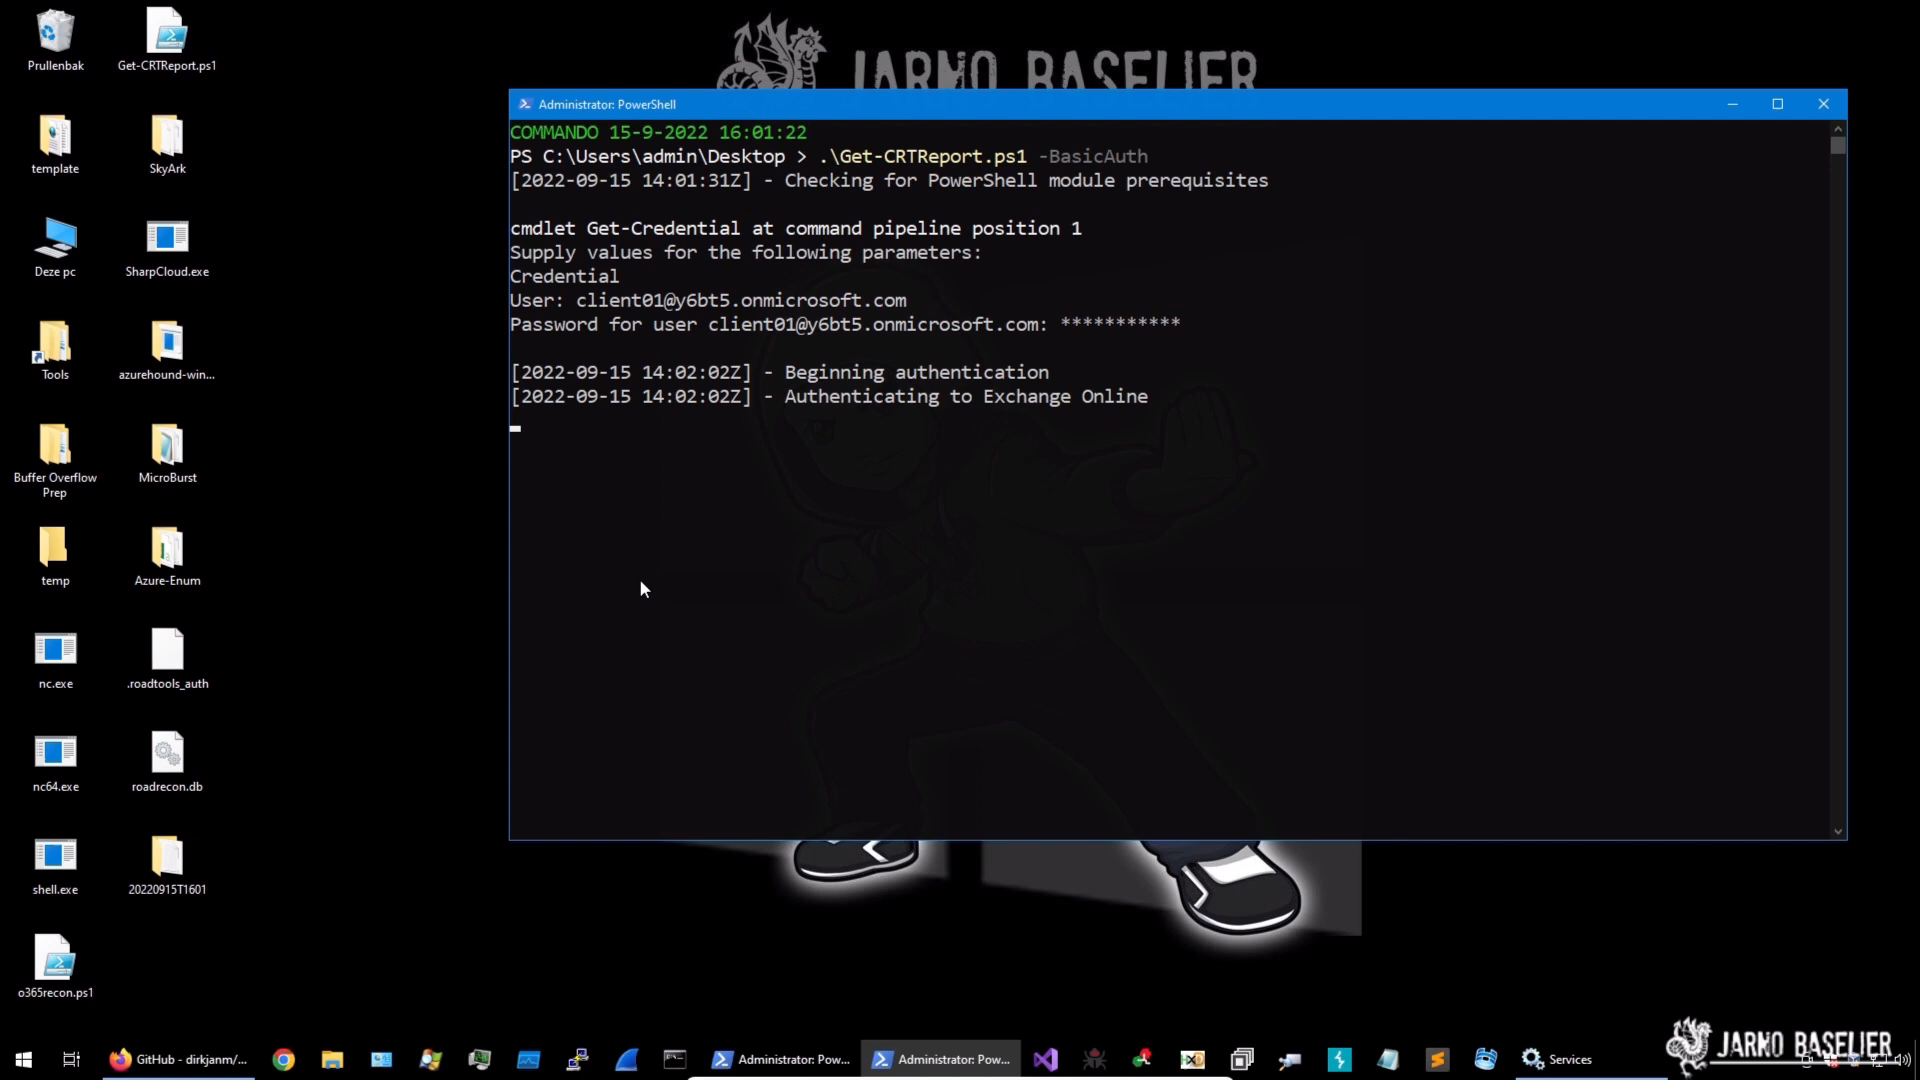 Prullenbak
Get-CRTReport.ps1
template
SkyArk
Deze pc
SharpCloud.exe
Tools
azurehound-win...
Buffer Overflow
Prep
MicroBurst
temp
Azure-Enum
nc.exe
.roadtools_auth
nc64.exe
roadrecon.db
shell.exe
20220915T1601
o365recon.ps1
JARNO BASELIER
Administrator: PowerShell
COMMANDO 15-9-2022 16:01:22
PS C:\Users\admin\Desktop > .\Get-CRTReport.ps1 -BasicAuth
[2022-09-15 14:01:31Z] - Checking for PowerShell module prerequisites
cmdlet Get-Credential at command pipeline position 1
Supply values for the following parameters:
Credential
User: client01@y6bt5.onmicrosoft.com
Password for user client01@y6bt5.onmicrosoft.com: ***********
[2022-09-15 14:02:02Z] - Beginning authentication
[2022-09-15 14:02:02Z] - Authenticating to Exchange Online
GitHub - dirkjanm/...
Administrator: Pow...
Administrator: Pow...
Services
JARNO BASELIER